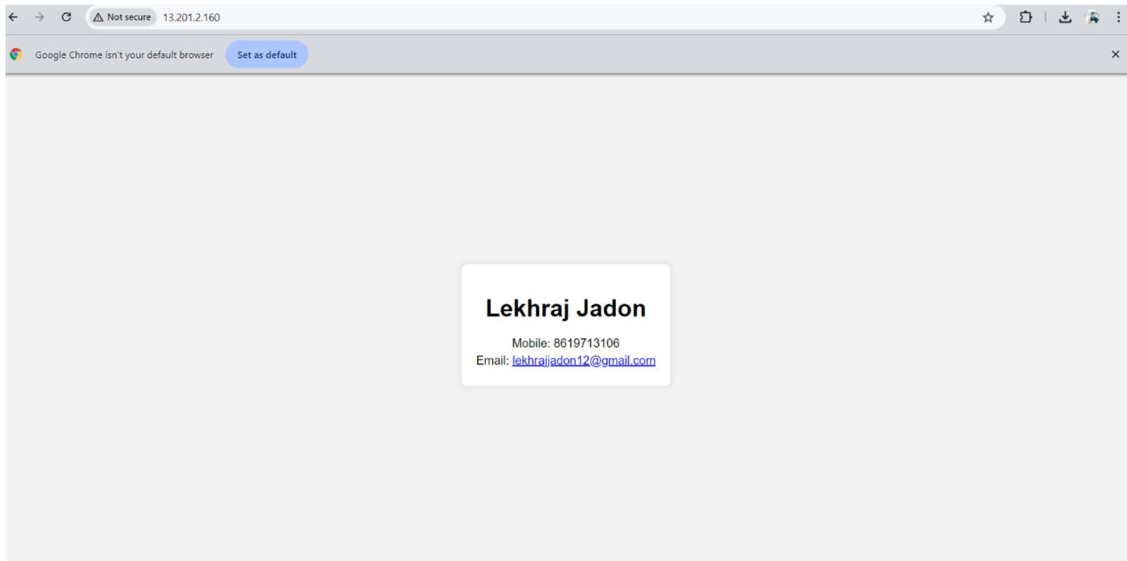 Not secure 13.201.2.160
Google Chrome isn't your default browser Set as default
Lekhraj Jadon
Mobile: 8619713106
Email: lekhrajjadon12@gmail.com